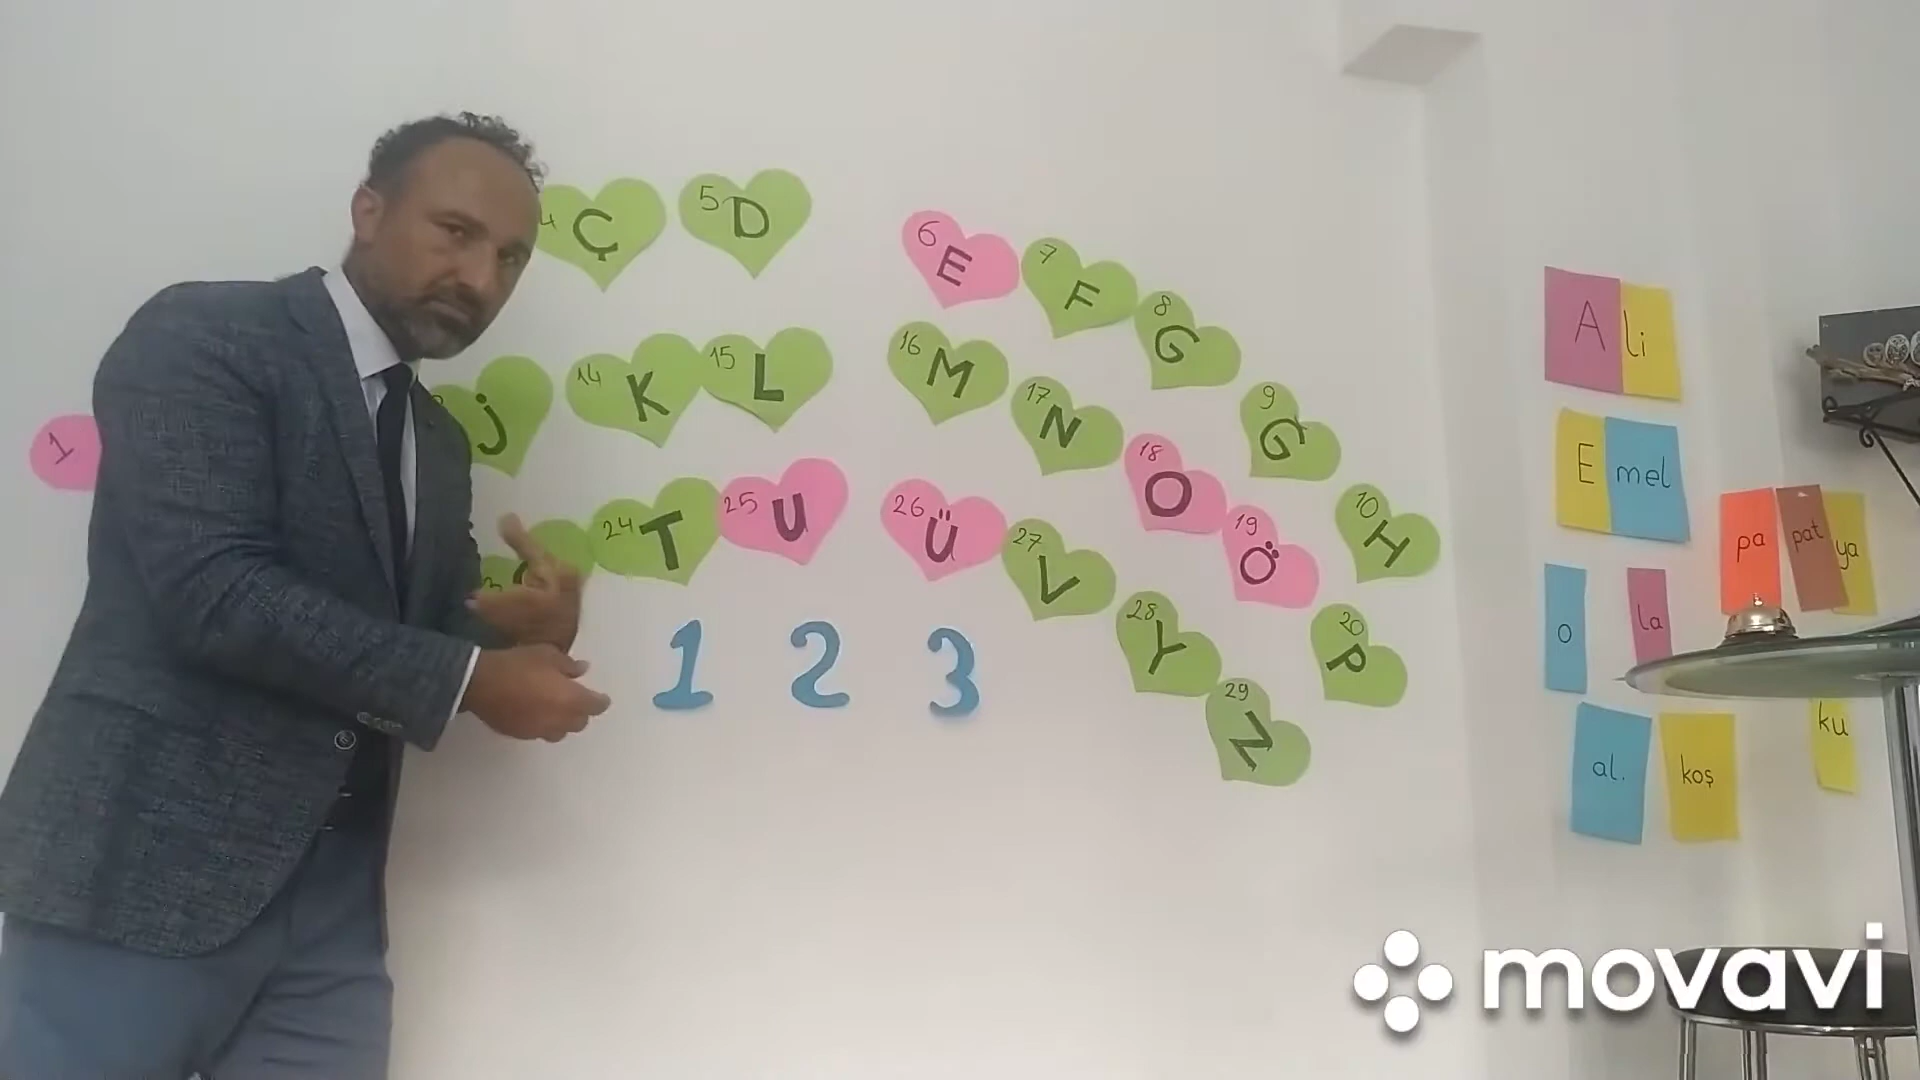 4 Ç
5 D
6 E
7 F
8 G
9 Ğ
10 H
J
14 K
15 L
16 M
17 N
18 O
19 Ö
20 P
1
24 T
25 U
26 Ü
27 V
28 Y
29 Z
1 2 3
A li
E mel
pa pat ya
o la
al. koş
ku
movavi